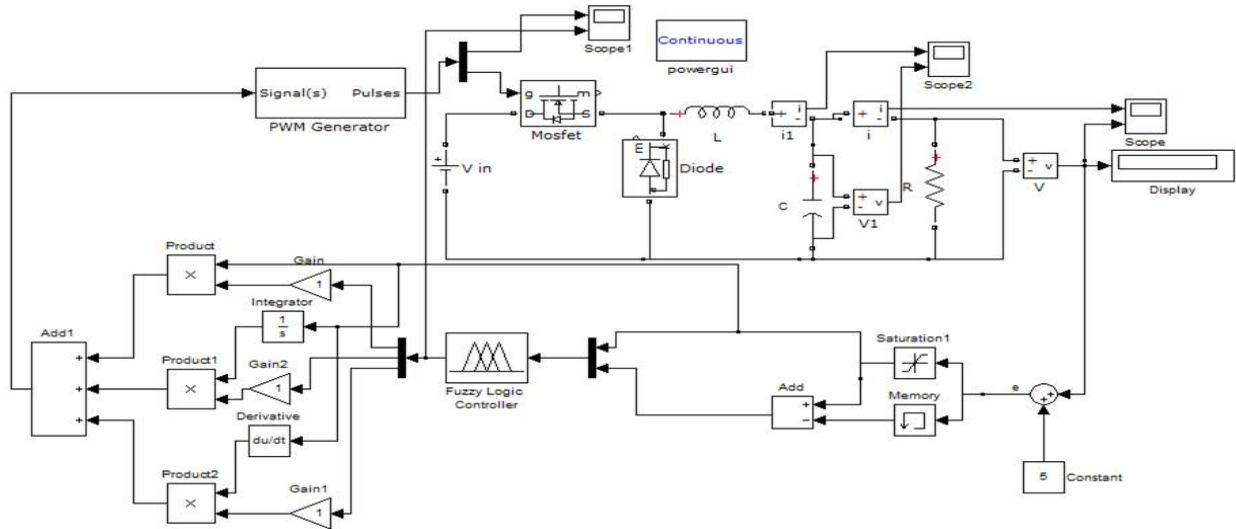 Scope1
Continuous
powergui
Scope2
Signal(s) Pulses
PWM Generator
g m
D S
Mosfet
+
V in
E
Diode
+
L
+ - i
i1
+ - i
i
Scope
+
C
+ - v
V1
R
+
+ - v
V
Display
Product
×
Gain
1
Integrator
1
s
Add1
+
+
+
Product1
×
Gain2
1
Fuzzy Logic
Controller
Derivative
du/dt
Product2
×
Gain1
1
Saturation1
Add
+
-
Memory
e
+
+
5
Constant